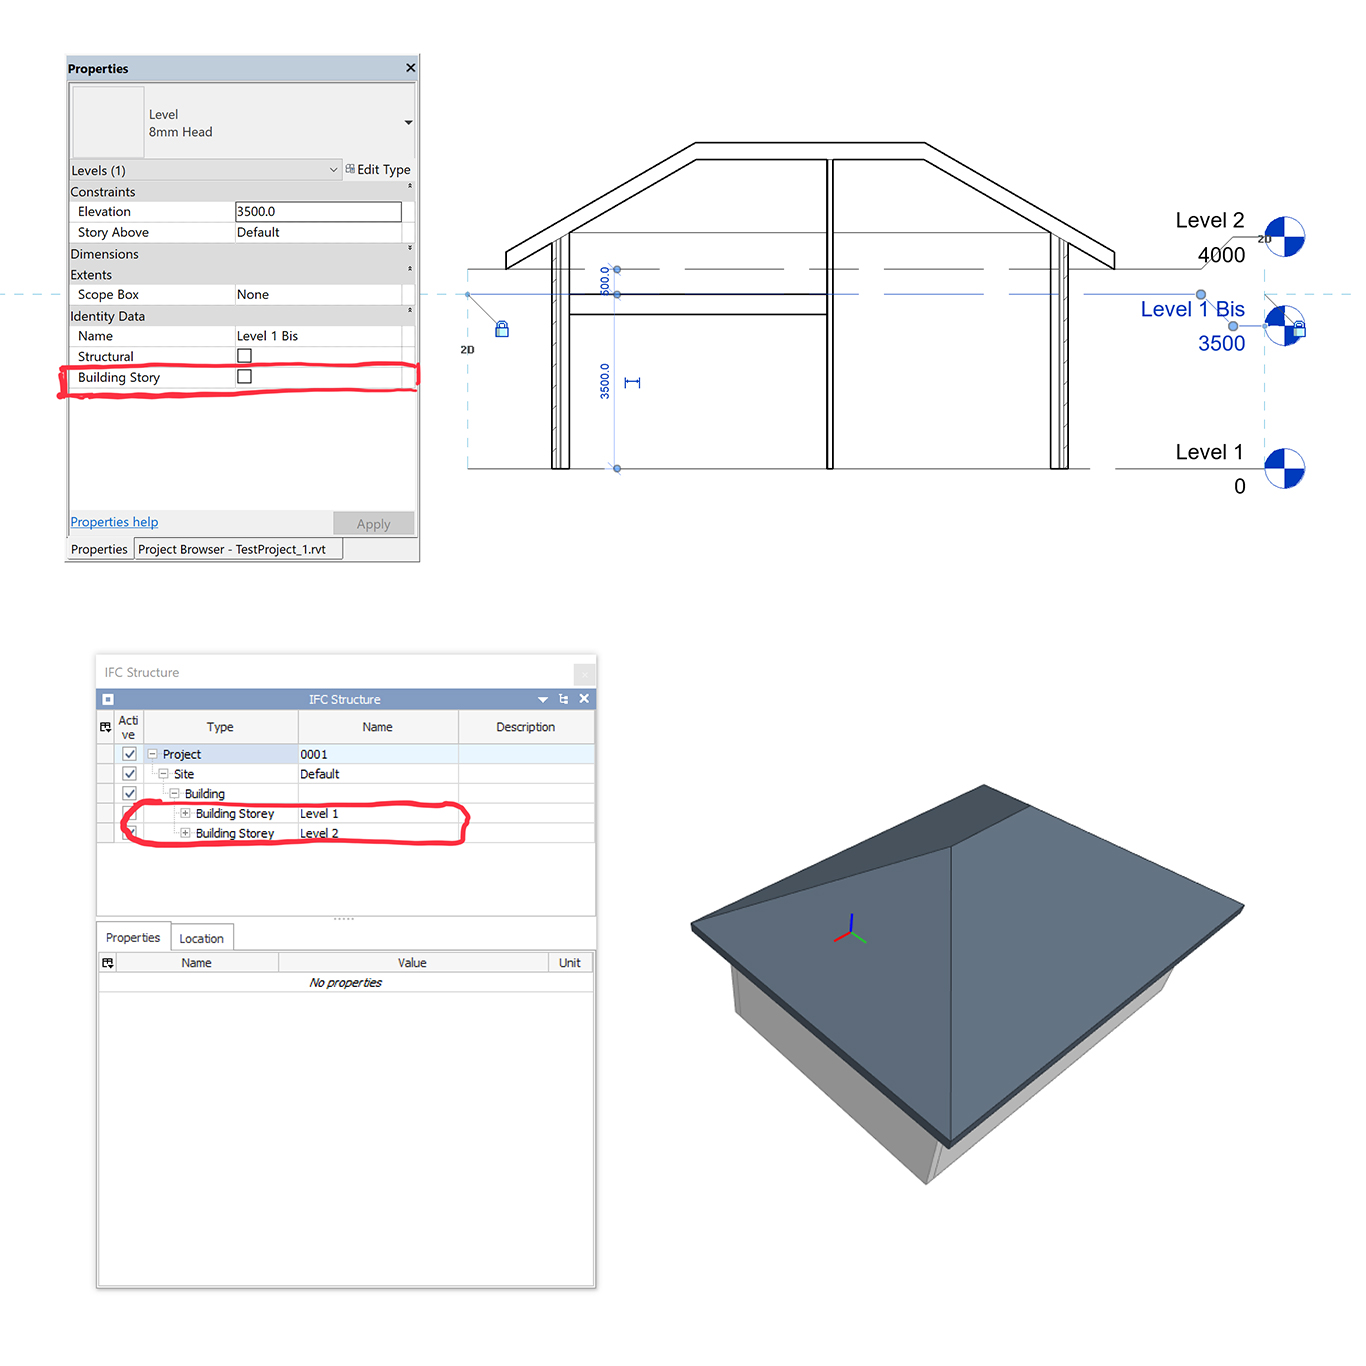 Properties
Level
8mm Head
Levels (1)
Edit Type
Constraints
Elevation 3500.0
Story Above Default
Dimensions
Extents
Scope Box None
Identity Data
Name Level 1 Bis
Structural
Building Story
Properties help
Apply
Properties
Project Browser - TestProject_1.rvt
Level 2
2D
4000
Level 1 Bis
3500
Level 1
0
500.0
3500.0
2D
IFC Structure
IFC Structure
Acti
ve
Type Name Description
Project 0001
Site Default
Building
Building Storey Level 1
Building Storey Level 2
Properties Location
Name Value Unit
No properties